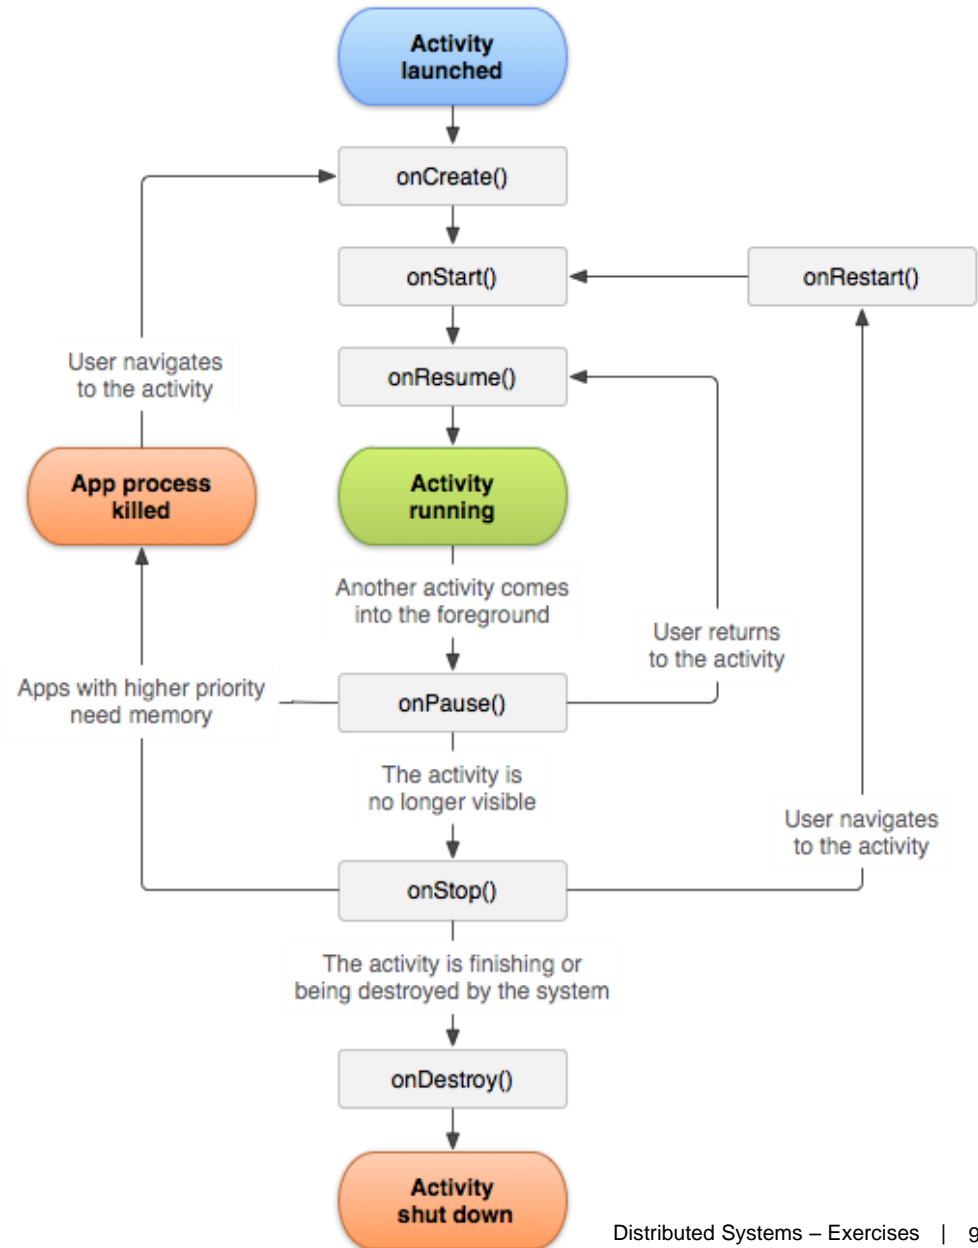 Activity
launched
onCreate()
onStart()
onRestart()
User navigates
to the activity
onResume()
App process
killed
Activity
running
Another activity comes
into the foreground
User returns
to the activity
Apps with higher priority
need memory
onPause()
The activity is
no longer visible
User navigates
to the activity
onStop()
The activity is finishing or
being destroyed by the system
onDestroy()
Activity
shut down
Distributed Systems – Exercises | 9